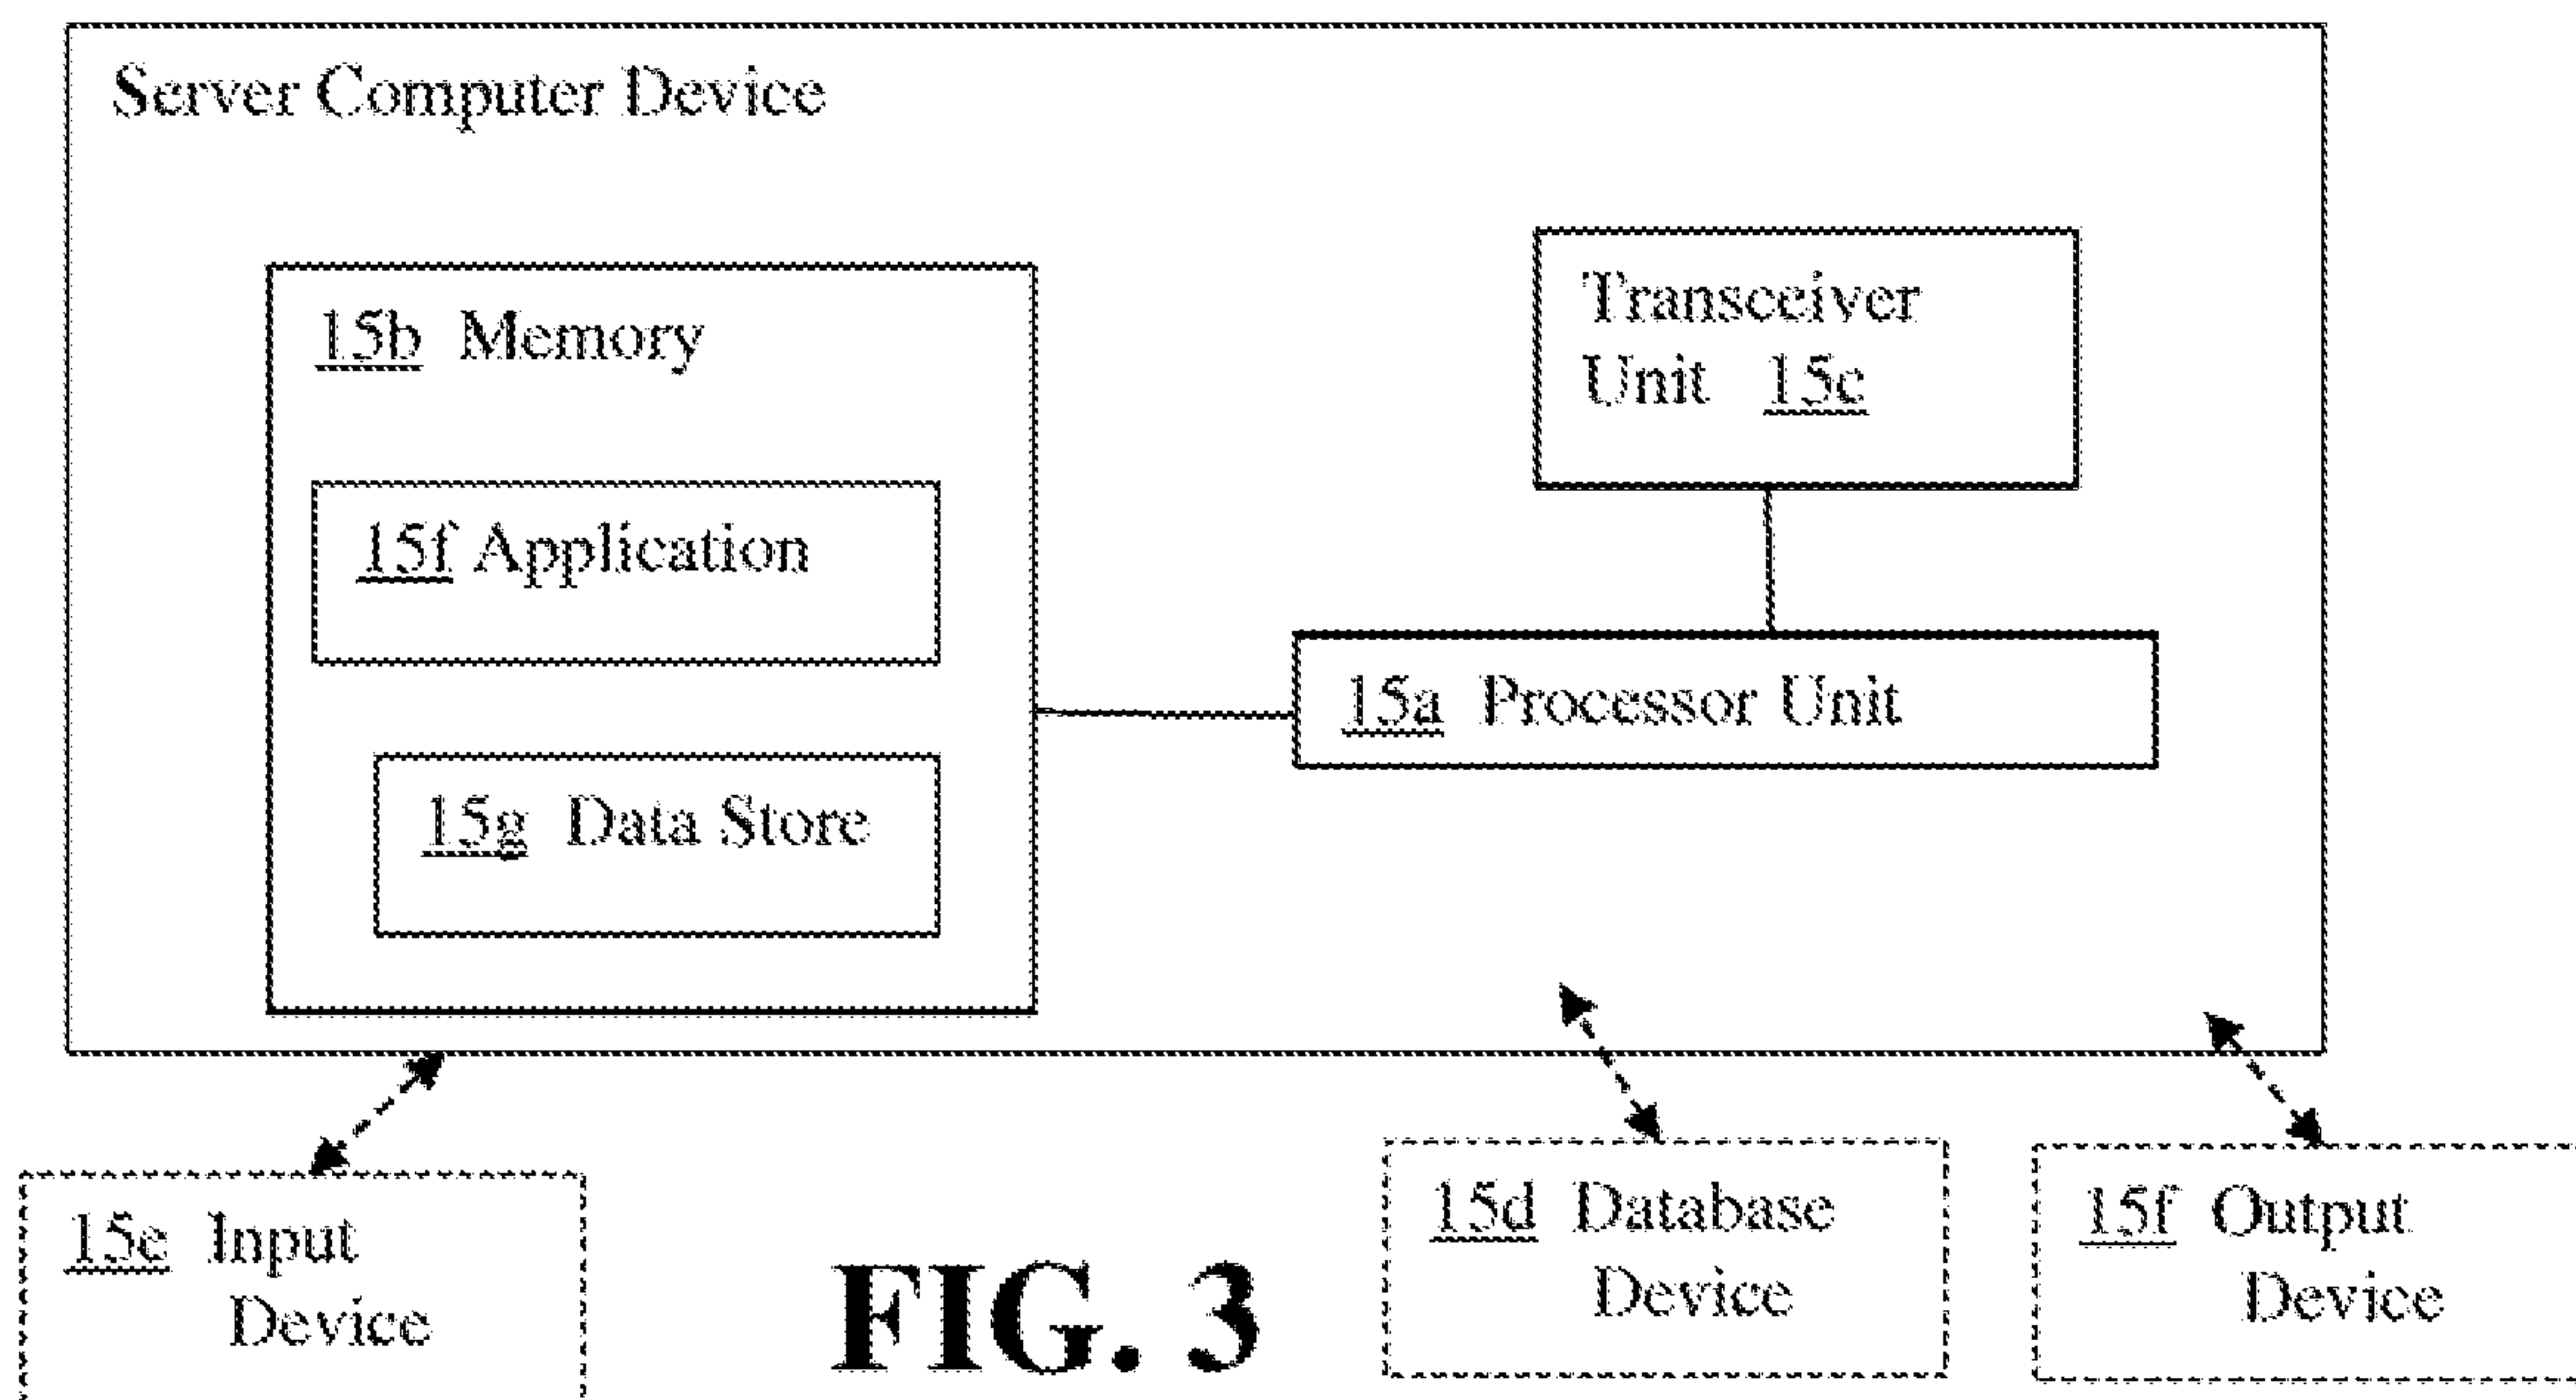 Server Computer Device
15b Memory
Transceiver
Unit 15c
15f Application
15a Processor Unit
15g Data Store
15e Input
Device
15d Database
Device
15f Output
Device
FIG. 3